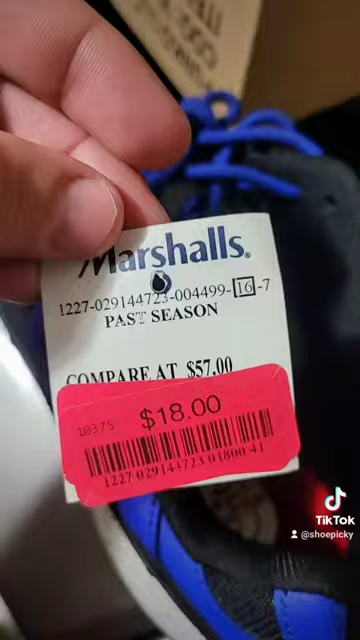 Marshalls.
1227-029144723-004499-16-7
PAST SEASON
COMPARE AT $57.00
10375 $18.00
1227 029144723 01800 41
TikTok
@shoepicky